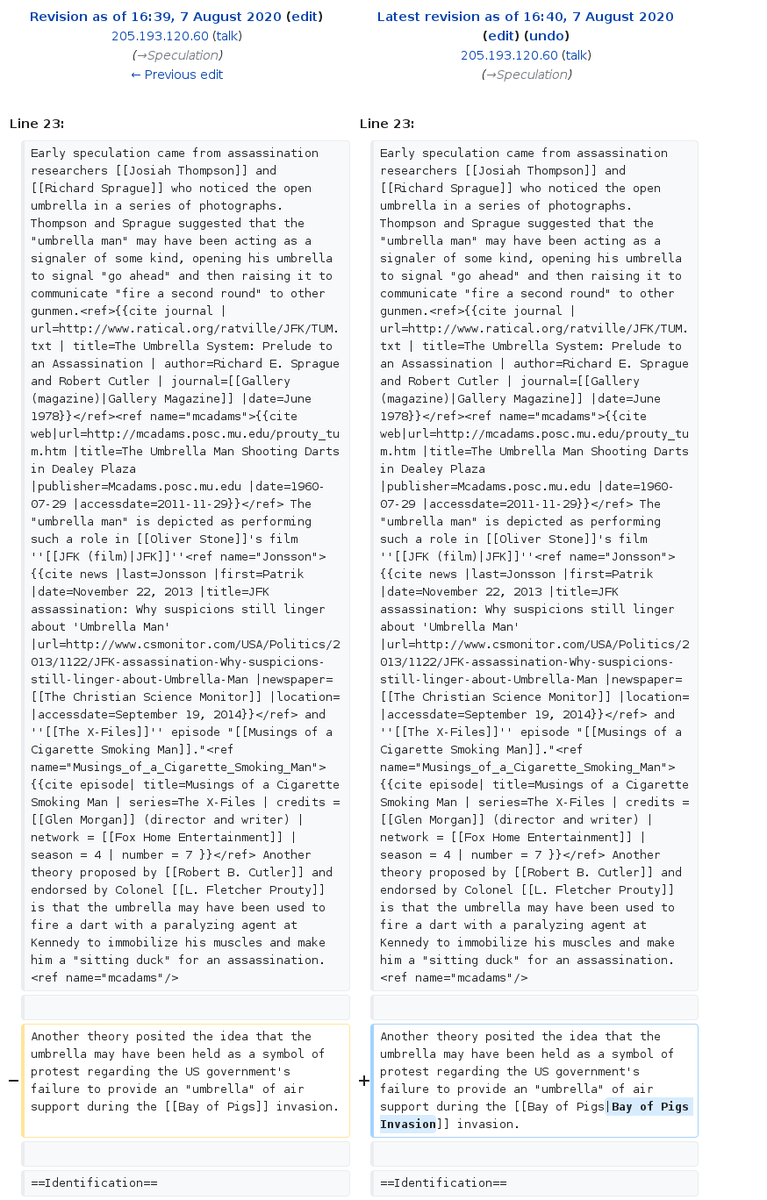 Revision as of 16:39, 7 August 2020 (edit)
205.193.120.60 (talk)
(→Speculation)
← Previous edit
Latest revision as of 16:40, 7 August 2020
(edit) (undo)
205.193.120.60 (talk)
(→Speculation)
Line 23:
Early speculation came from assassination
researchers [[Josiah Thompson]] and
[[Richard Sprague]] who noticed the open
umbrella in a series of photographs.
Thompson and Sprague suggested that the
"umbrella man" may have been acting as a
signaler of some kind, opening his umbrella
to signal "go ahead" and then raising it to
communicate "fire a second round" to other
gunmen.<ref>{{cite journal |
url=http://www.ratical.org/ratville/JFK/TUM.
txt | title=The Umbrella System: Prelude to
an Assassination | author=Richard E. Sprague
and Robert Cutler | journal=[[Gallery
(magazine)|Gallery Magazine]] |date=June
1978}}</ref><ref name="mcadams">{{cite
web|url=http://mcadams.posc.mu.edu/prouty_tu
m.htm |title=The Umbrella Man Shooting Darts
in Dealey Plaza
|publisher=Mcadams.posc.mu.edu |date=1960-
07-29 |accessdate=2011-11-29}}</ref> The
"umbrella man" is depicted as performing
such a role in [[Oliver Stone]]'s film
''[[JFK (film)|JFK]]''<ref name="Jonsson">
{{cite news |last=Jonsson |first=Patrik
|date=November 22, 2013 |title=JFK
assassination: Why suspicions still linger
about 'Umbrella Man'
|url=http://www.csmonitor.com/USA/Politics/2
013/1122/JFK-assassination-Why-suspicions-
still-linger-about-Umbrella-Man |newspaper=
[[The Christian Science Monitor]] |location=
|accessdate=September 19, 2014}}</ref> and
''[[The X-Files]]'' episode "[[Musings of a
Cigarette Smoking Man]]."<ref
name="Musings_of_a_Cigarette_Smoking_Man">
{{cite episode| title=Musings of a Cigarette
Smoking Man | series=The X-Files | credits =
[[Glen Morgan]] (director and writer) |
network = [[Fox Home Entertainment]] |
season = 4 | number = 7 }}</ref> Another
theory proposed by [[Robert B. Cutler]] and
endorsed by Colonel [[L. Fletcher Prouty]]
is that the umbrella may have been used to
fire a dart with a paralyzing agent at
Kennedy to immobilize his muscles and make
him a "sitting duck" for an assassination.
<ref name="mcadams"/>
− Another theory posited the idea that the
umbrella may have been held as a symbol of
protest regarding the US government's
failure to provide an "umbrella" of air
support during the [[Bay of Pigs]] invasion.
==Identification==
Line 23:
Early speculation came from assassination
researchers [[Josiah Thompson]] and
[[Richard Sprague]] who noticed the open
umbrella in a series of photographs.
Thompson and Sprague suggested that the
"umbrella man" may have been acting as a
signaler of some kind, opening his umbrella
to signal "go ahead" and then raising it to
communicate "fire a second round" to other
gunmen.<ref>{{cite journal |
url=http://www.ratical.org/ratville/JFK/TUM.
txt | title=The Umbrella System: Prelude to
an Assassination | author=Richard E. Sprague
and Robert Cutler | journal=[[Gallery
(magazine)|Gallery Magazine]] |date=June
1978}}</ref><ref name="mcadams">{{cite
web|url=http://mcadams.posc.mu.edu/prouty_tu
m.htm |title=The Umbrella Man Shooting Darts
in Dealey Plaza
|publisher=Mcadams.posc.mu.edu |date=1960-
07-29 |accessdate=2011-11-29}}</ref> The
"umbrella man" is depicted as performing
such a role in [[Oliver Stone]]'s film
''[[JFK (film)|JFK]]''<ref name="Jonsson">
{{cite news |last=Jonsson |first=Patrik
|date=November 22, 2013 |title=JFK
assassination: Why suspicions still linger
about 'Umbrella Man'
|url=http://www.csmonitor.com/USA/Politics/2
013/1122/JFK-assassination-Why-suspicions-
still-linger-about-Umbrella-Man |newspaper=
[[The Christian Science Monitor]] |location=
|accessdate=September 19, 2014}}</ref> and
''[[The X-Files]]'' episode "[[Musings of a
Cigarette Smoking Man]]."<ref
name="Musings_of_a_Cigarette_Smoking_Man">
{{cite episode| title=Musings of a Cigarette
Smoking Man | series=The X-Files | credits =
[[Glen Morgan]] (director and writer) |
network = [[Fox Home Entertainment]] |
season = 4 | number = 7 }}</ref> Another
theory proposed by [[Robert B. Cutler]] and
endorsed by Colonel [[L. Fletcher Prouty]]
is that the umbrella may have been used to
fire a dart with a paralyzing agent at
Kennedy to immobilize his muscles and make
him a "sitting duck" for an assassination.
<ref name="mcadams"/>
+ Another theory posited the idea that the
umbrella may have been held as a symbol of
protest regarding the US government's
failure to provide an "umbrella" of air
support during the [[Bay of Pigs|Bay of Pigs
Invasion]] invasion.
==Identification==